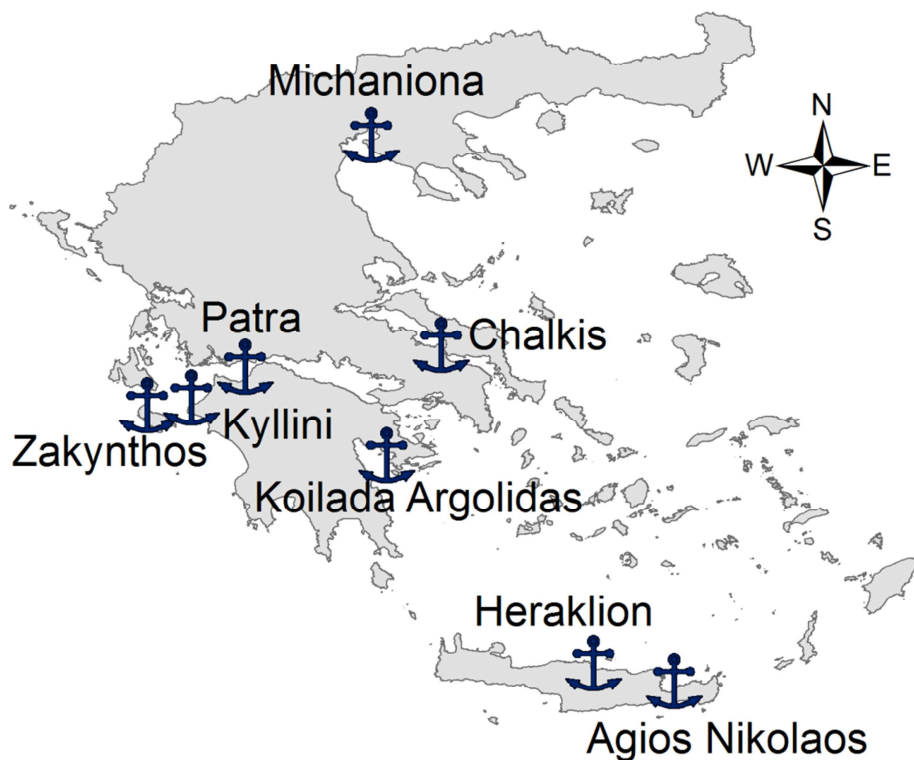 Michaniona
N
W
E
S
Patra
Chalkis
Kyllini
Zakynthos
Koilada Argolidas
Heraklion
Agios Nikolaos